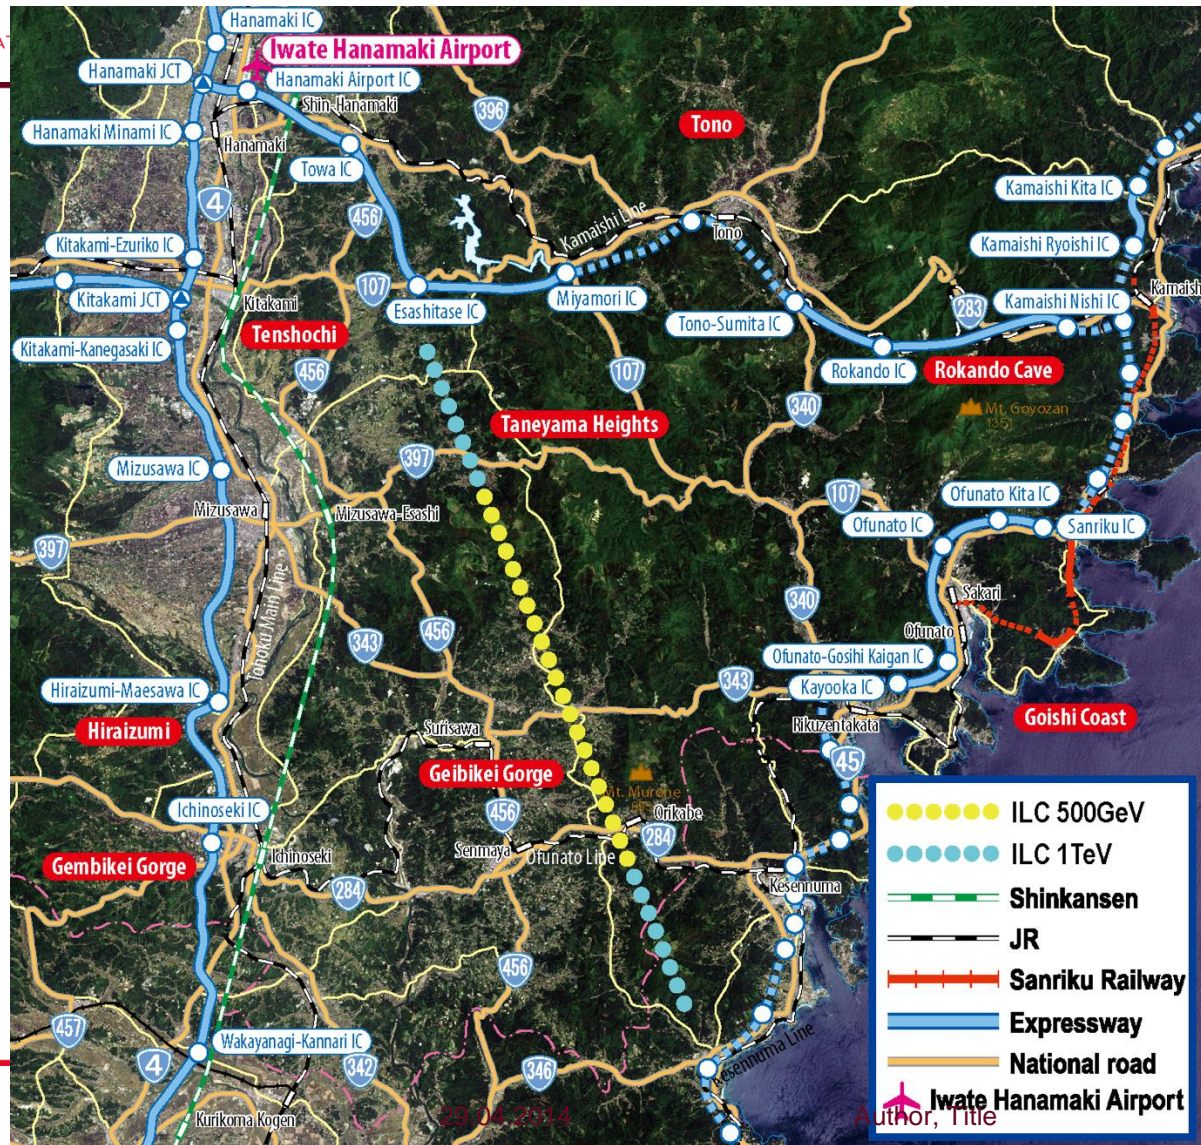 Hanamaki IC
AT
Iwate Hanamaki Airport
Hanamaki JCT
Hanamaki Airport IC
Shin-Hanamaki
396
Tono
Hanamaki Minami IC
Hanamaki
Towa IC
Kamaishi Kita IC
4
456
Kamaishi Line
Tono
Kitakami-Ezuriko IC
Kamaishi Ryoishi IC
107
Kitakami JCT
Kitakami
Esashitase IC
Miyamori IC
Kamaishi Nishi IC
Kamaish
283
Tenshochi
Tono-Sumita IC
Kitakami-Kanegasaki IC
456
107
Rokando IC
Rokando Cave
340
Mt. Goyozan
1351
Taneyama Heights
397
Mizusawa IC
107
Ofunato Kita IC
Mizusawa
Mizusawa-Esashi
Ofunato IC
Sanriku IC
397
Tohoku Main Line
Sakari
340
343
456
Ofunato
Ofunato-Gosihi Kaigan IC
Hiraizumi-Maesawa IC
343
Kayooka IC
Hiraizumi
Surisawa
Rikuzentakata
Goishi Coast
45
Geibikei Gorge
Mt. Murone
Ichinoseki IC
456
Orikabe
284
Senmaya
Ofunato Line
Ichinoseki
Gembikei Gorge
284
Kesennuma
456
457
Wakayanagi-Kannari IC
4
342
346
Kesennuma Line
Kurikoma Kogen
ILC 500GeV
ILC 1TeV
Shinkansen
JR
Sanriku Railway
Expressway
National road
Iwate Hanamaki Airport
29.04.2014
Author, Title